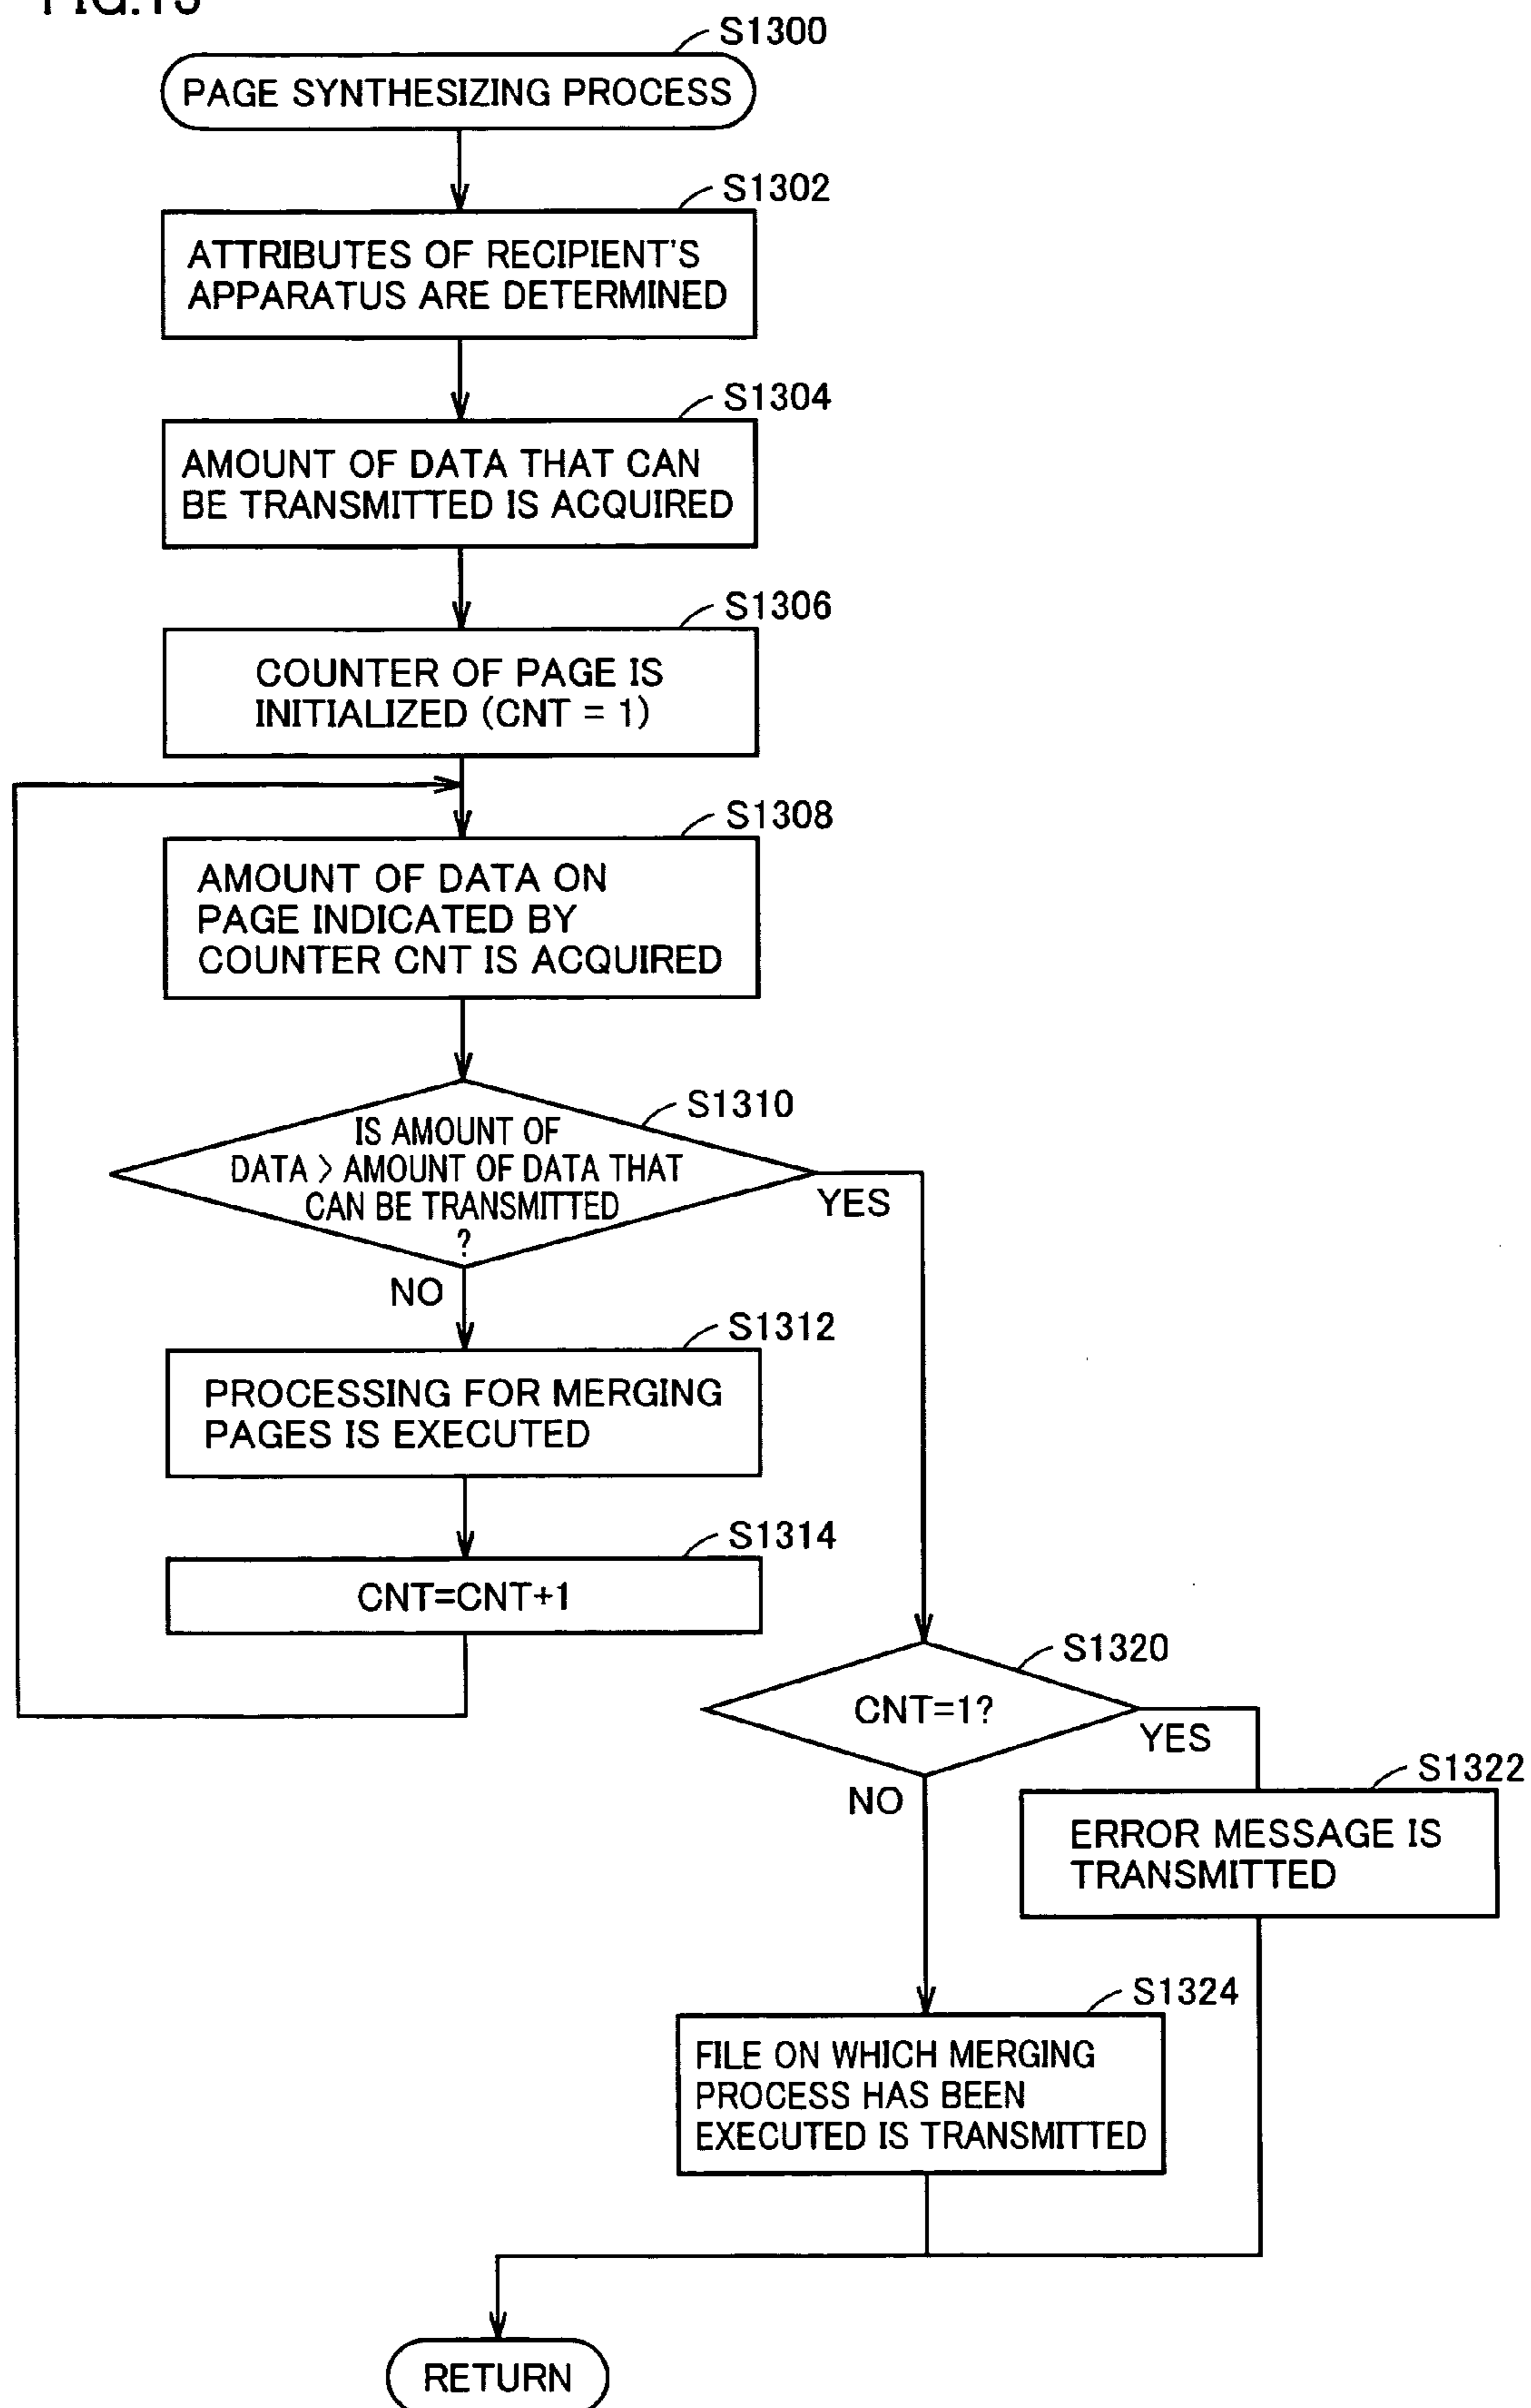 S1300
PAGE SYNTHESIZING PROCESS
S1302
ATTRIBUTES OF RECIPIENT'S
APPARATUS ARE DETERMINED
S1304
AMOUNT OF DATA THAT CAN
BE TRANSMITTED IS ACQUIRED
S1306
COUNTER OF PAGE IS
INITIALIZED (CNT = 1)
S1308
AMOUNT OF DATA ON
PAGE INDICATED BY
COUNTER CNT IS ACQUIRED
S1310
IS AMOUNT OF
DATA > AMOUNT OF DATA THAT
CAN BE TRANSMITTED
?
YES
NO
S1312
PROCESSING FOR MERGING
PAGES IS EXECUTED
S1314
CNT=CNT+1
S1320
CNT=1?
YES
NO
S1322
ERROR MESSAGE IS
TRANSMITTED
S1324
FILE ON WHICH MERGING
PROCESS HAS BEEN
EXECUTED IS TRANSMITTED
RETURN